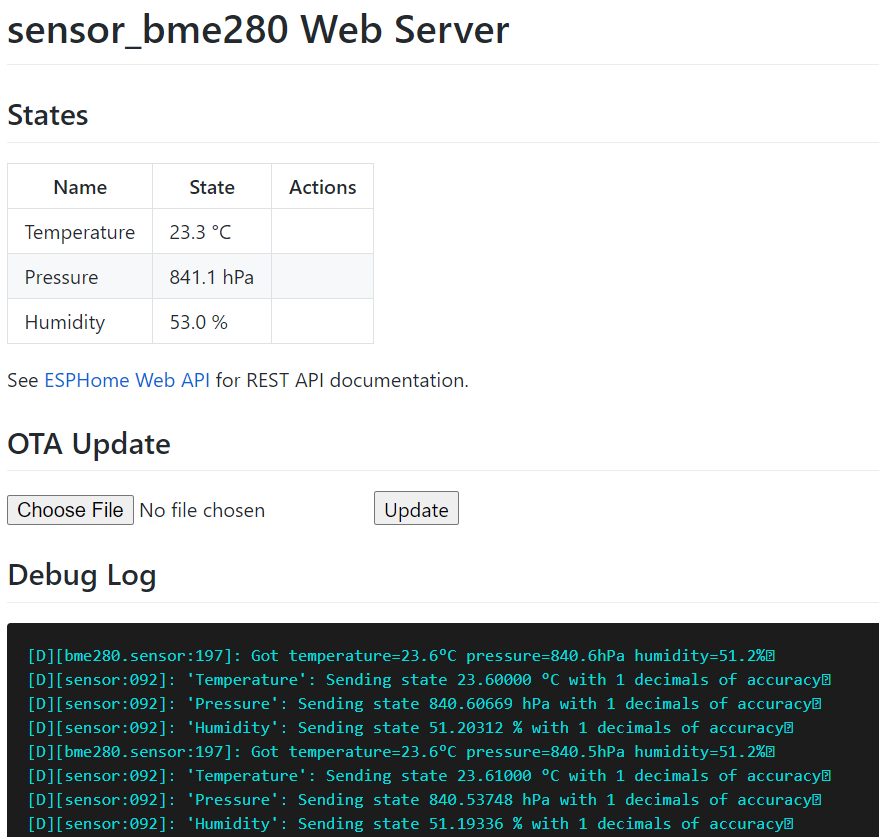 sensor_bme280 Web Server
States
Name State Actions
Temperature 23.3 °C
Pressure 841.1 hPa
Humidity 53.0 %
See ESPHome Web API for REST API documentation.
OTA Update
Choose File No file chosen Update
Debug Log
[D][bme280.sensor:197]: Got temperature=23.6°C pressure=840.6hPa humidity=51.2%
[D][sensor:092]: 'Temperature': Sending state 23.60000 °C with 1 decimals of accuracy
[D][sensor:092]: 'Pressure': Sending state 840.60669 hPa with 1 decimals of accuracy
[D][sensor:092]: 'Humidity': Sending state 51.20312 % with 1 decimals of accuracy
[D][bme280.sensor:197]: Got temperature=23.6°C pressure=840.5hPa humidity=51.2%
[D][sensor:092]: 'Temperature': Sending state 23.61000 °C with 1 decimals of accuracy
[D][sensor:092]: 'Pressure': Sending state 840.53748 hPa with 1 decimals of accuracy
[D][sensor:092]: 'Humidity': Sending state 51.19336 % with 1 decimals of accuracy